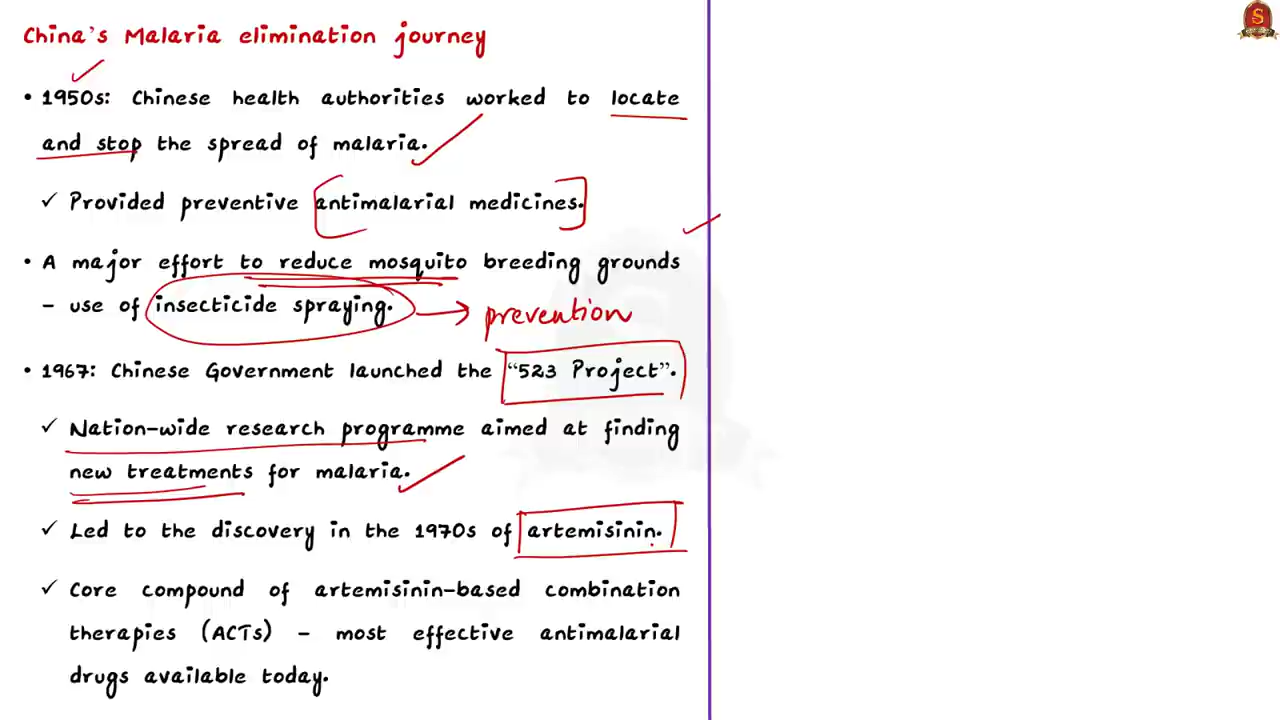 China's Malaria elimination journey
• 1950s: Chinese health authorities worked to locate
and stop the spread of malaria.
✓ Provided preventive antimalarial medicines.
• A major effort to reduce mosquito breeding grounds
– use of insecticide spraying. → prevention
• 1967: Chinese Government launched the “523 Project”.
✓ Nation-wide research programme aimed at finding
new treatments for malaria.
✓ Led to the discovery in the 1970s of artemisinin.
✓ Core compound of artemisinin-based combination
therapies (ACTs) – most effective antimalarial
drugs available today.